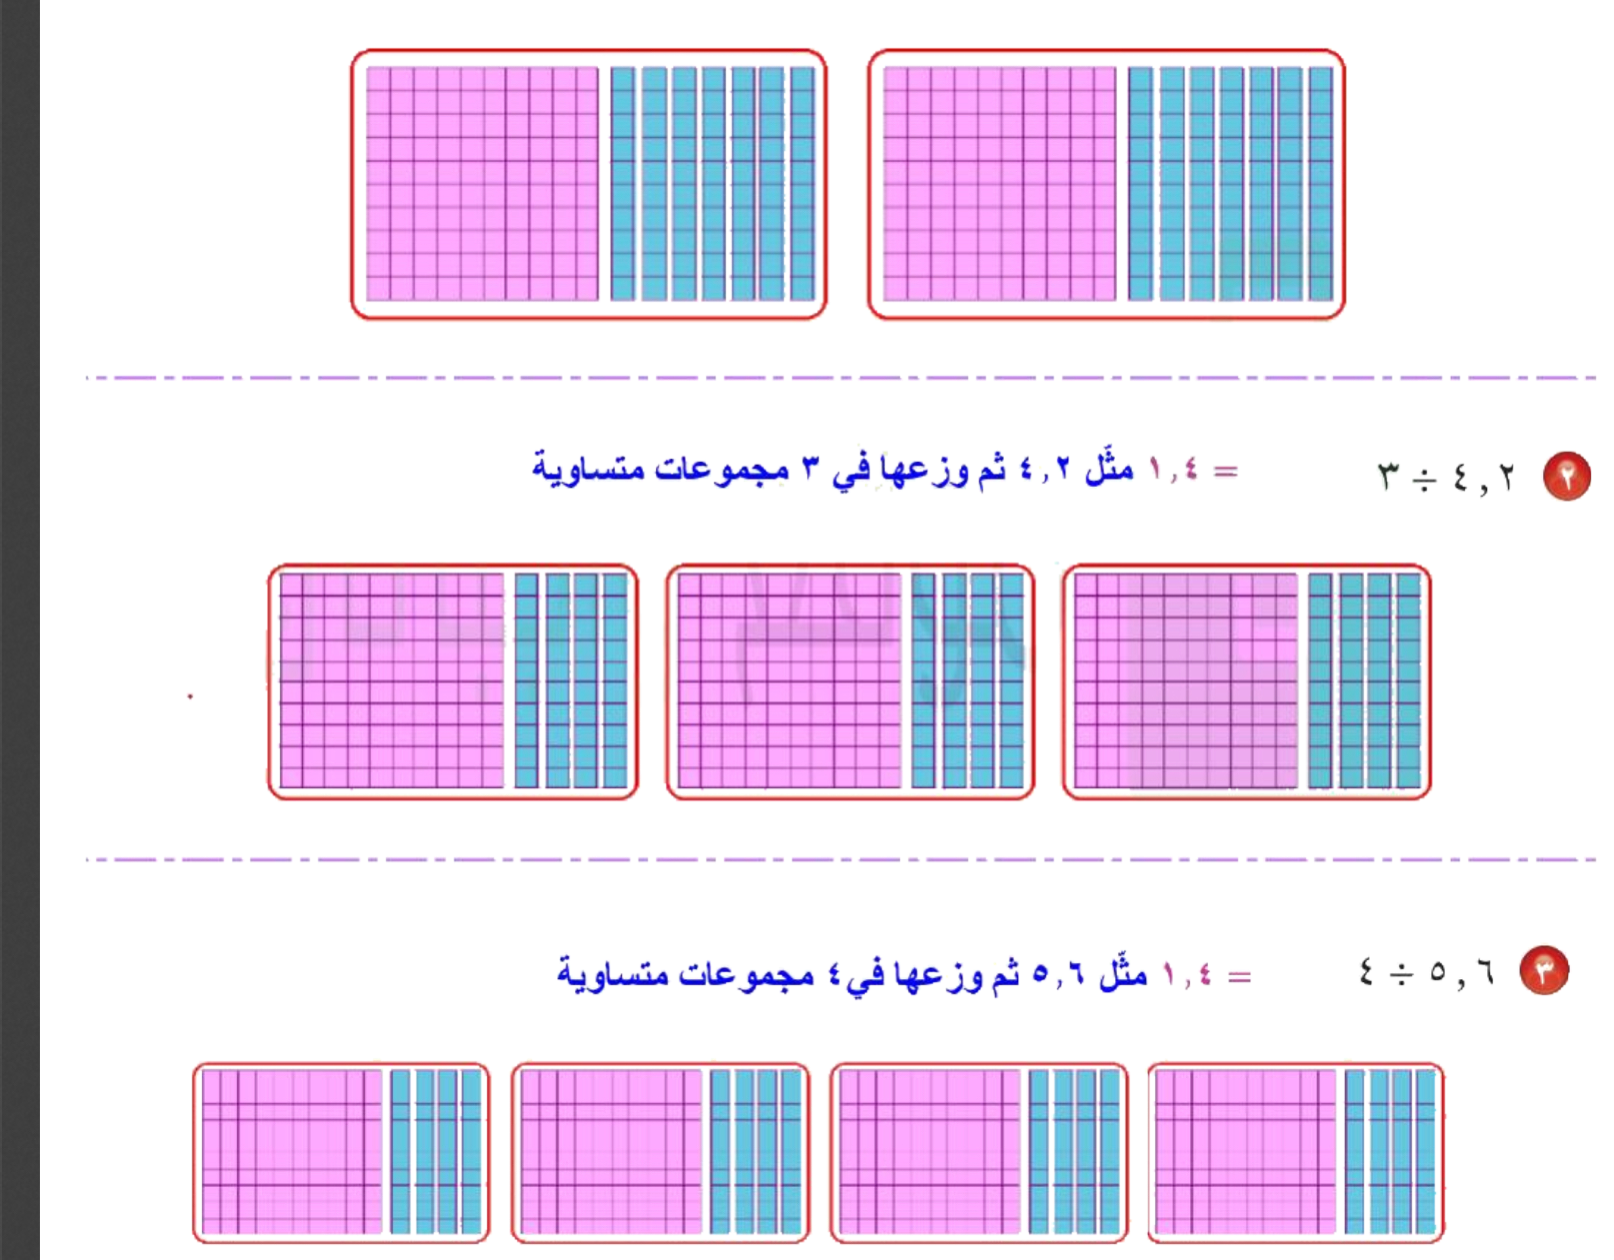 ٢ ٤,٢ ÷ ٣ = ١,٤ مثّل ٤,٢ ثم وزعها في ٣ مجموعات متساوية
٣ ٥,٦ ÷ ٤ = ١,٤ مثّل ٥,٦ ثم وزعها في ٤ مجموعات متساوية